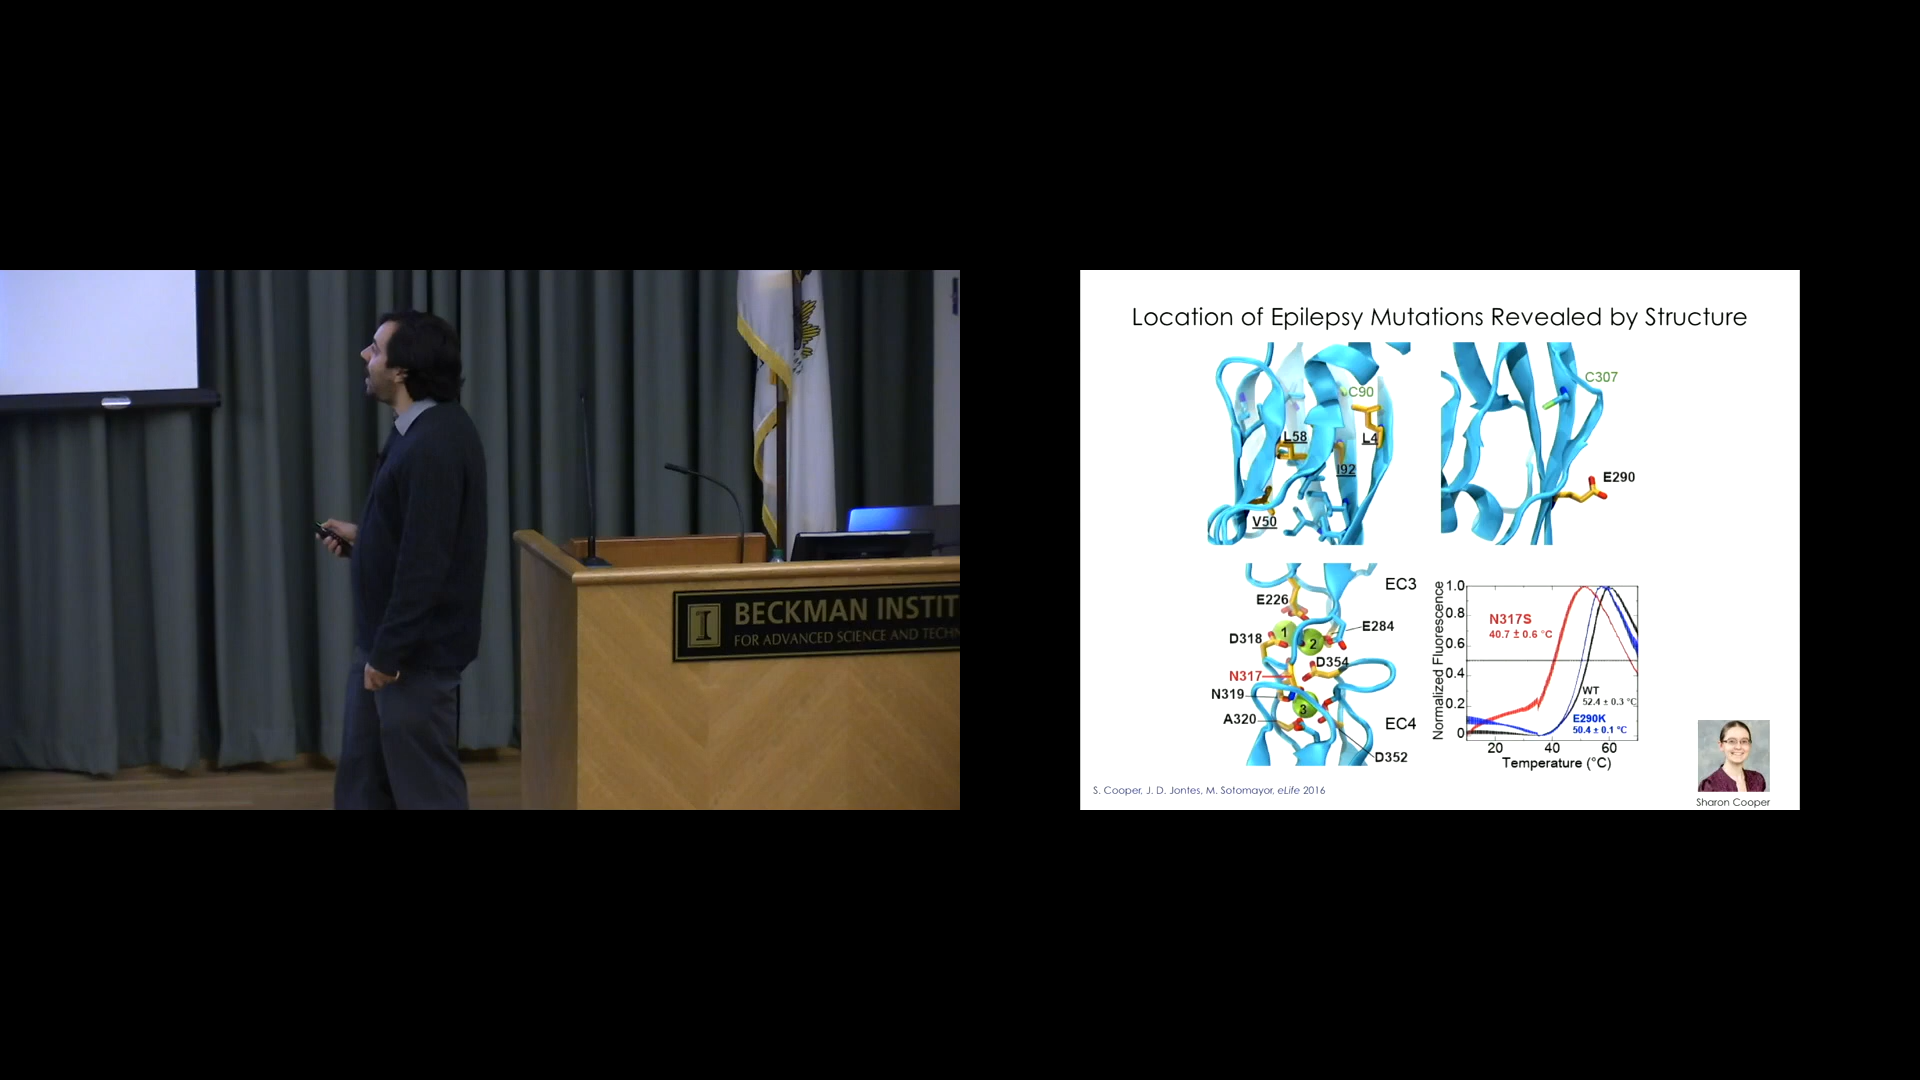 BECKMAN INSTIT
FOR ADVANCED SCIENCE AND TECHN
Location of Epilepsy Mutations Revealed by Structure
C90
L58
L4
I92
V50
C307
E290
EC3
E226
D318
1
2
E284
D354
N317
N319
3
A320
EC4
D352
Normalized Fluorescence
1.0
0.8
0.6
0.4
0.2
0
N317S
40.7 ± 0.6 °C
WT
52.4 ± 0.3 °C
E290K
50.4 ± 0.1 °C
20 40 60
Temperature (°C)
S. Cooper, J. D. Jontes, M. Sotomayor, eLife 2016
Sharon Cooper